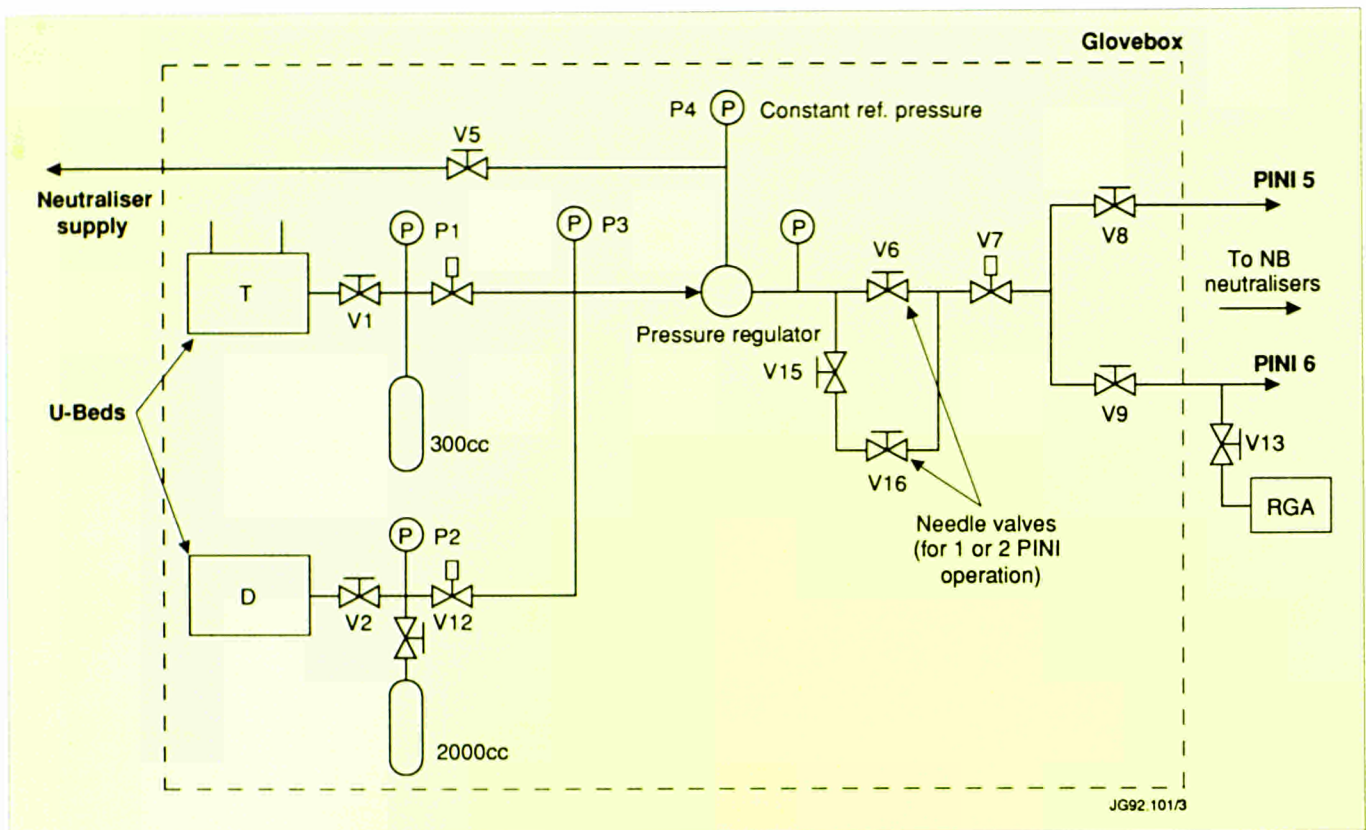 Glovebox
P4
P
Constant ref. pressure
V5
Neutraliser
supply
PINI 5
V8
P
P1
P
P3
P
V6
V7
To NB
neutralisers
T
V1
Pressure regulator
V15
PINI 6
V9
U-Beds
300cc
V16
V13
RGA
Needle valves
(for 1 or 2 PINI
operation)
P
P2
D
V2
V12
2000cc
JG92.101/3